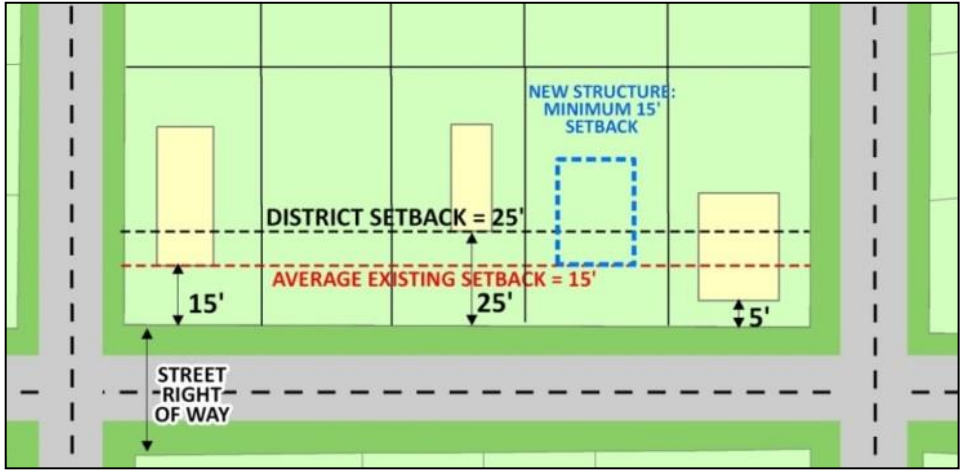 NEW STRUCTURE:
MINIMUM 15'
SETBACK
DISTRICT SETBACK = 25'
AVERAGE EXISTING SETBACK = 15'
15'
25'
5'
STREET
RIGHT
OF WAY